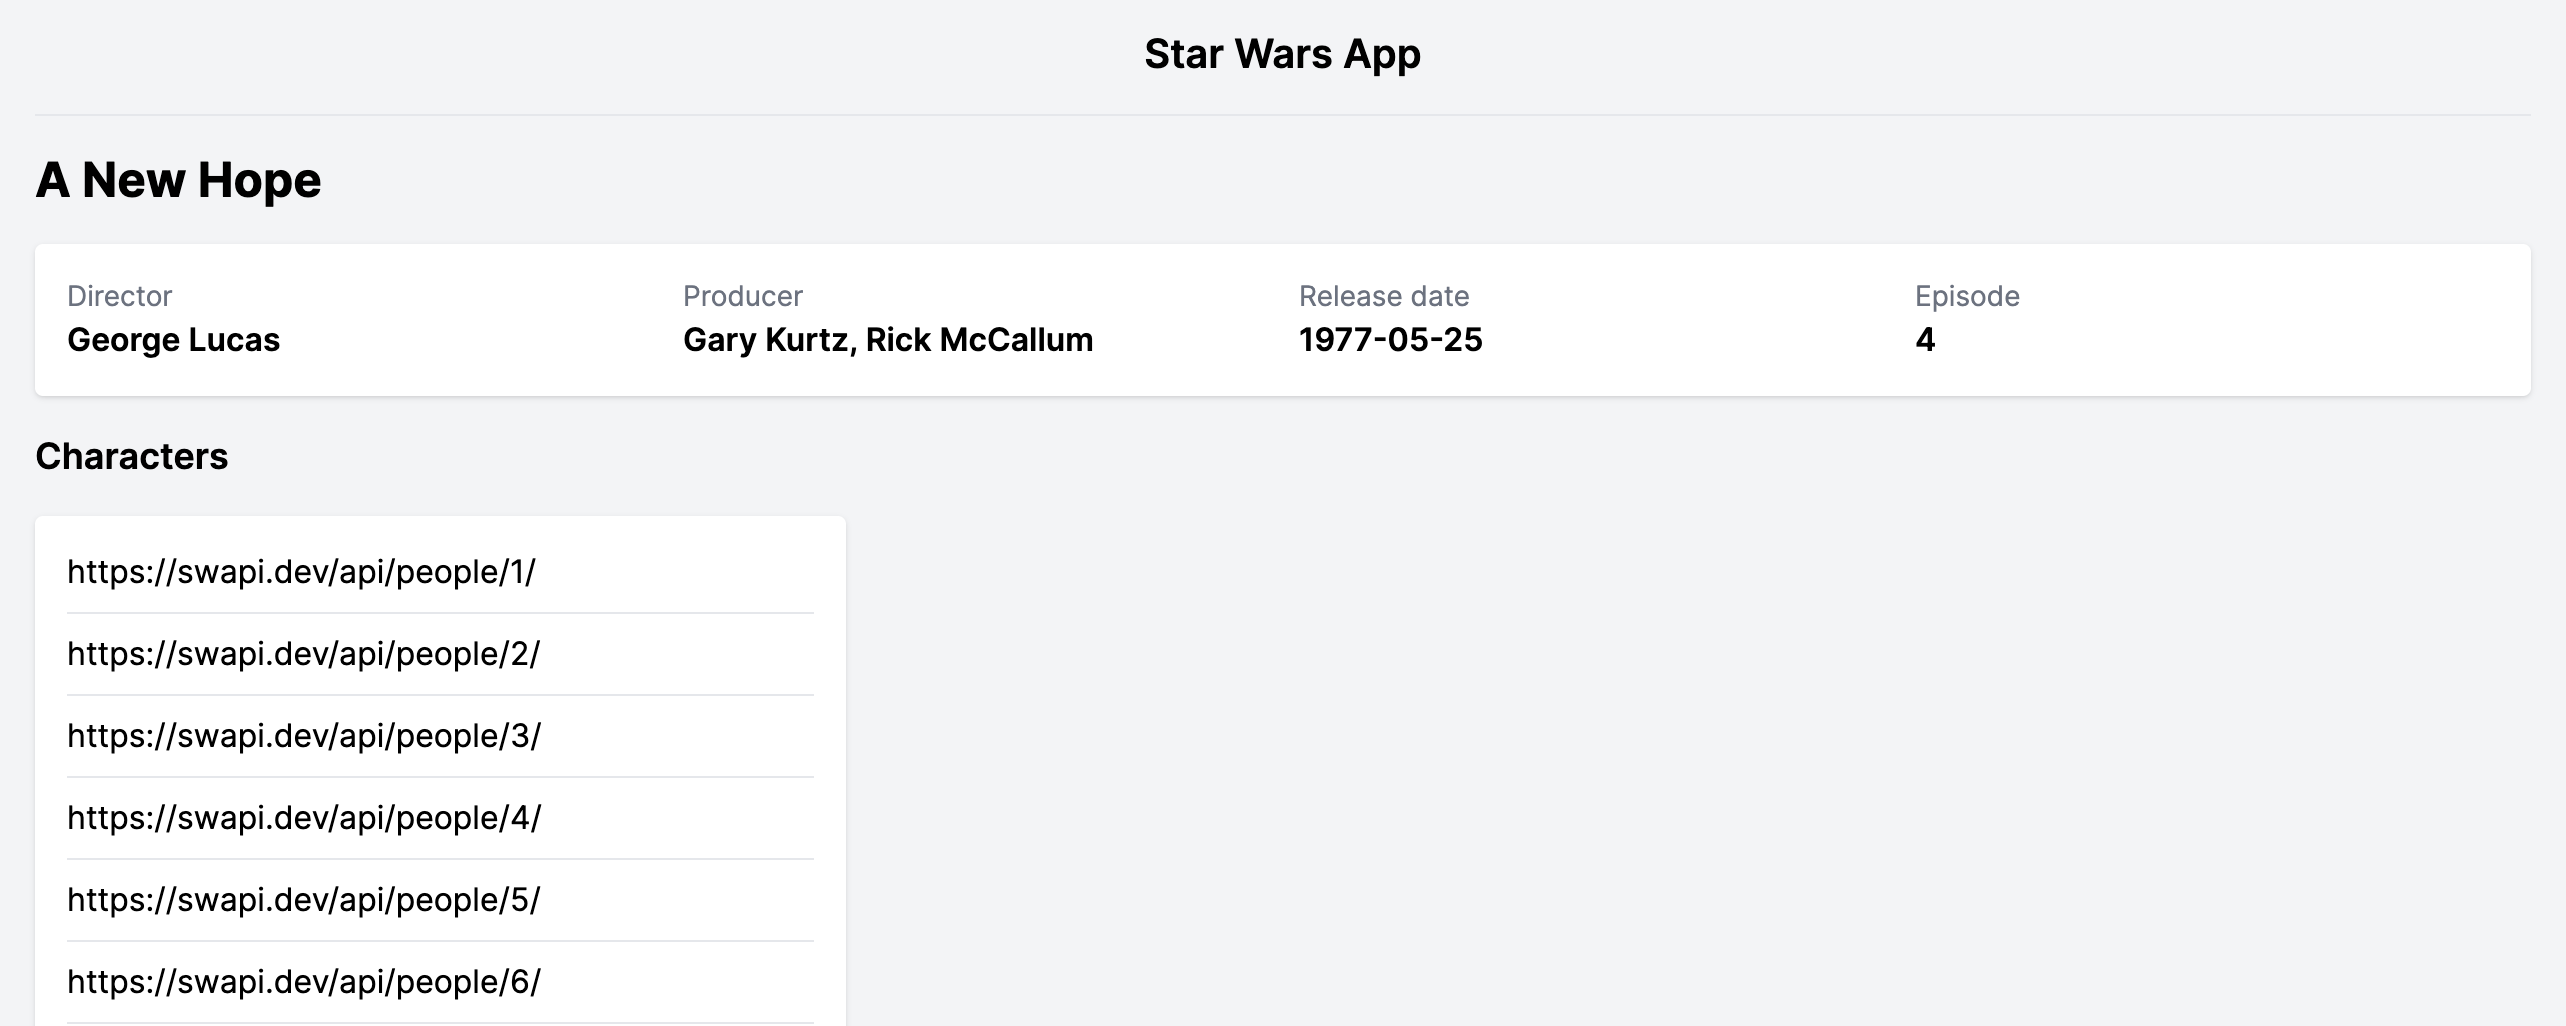 Star Wars App
A New Hope
Director
George Lucas
Producer
Gary Kurtz, Rick McCallum
Release date
1977-05-25
Episode
4
Characters
https://swapi.dev/api/people/1/
https://swapi.dev/api/people/2/
https://swapi.dev/api/people/3/
https://swapi.dev/api/people/4/
https://swapi.dev/api/people/5/
https://swapi.dev/api/people/6/